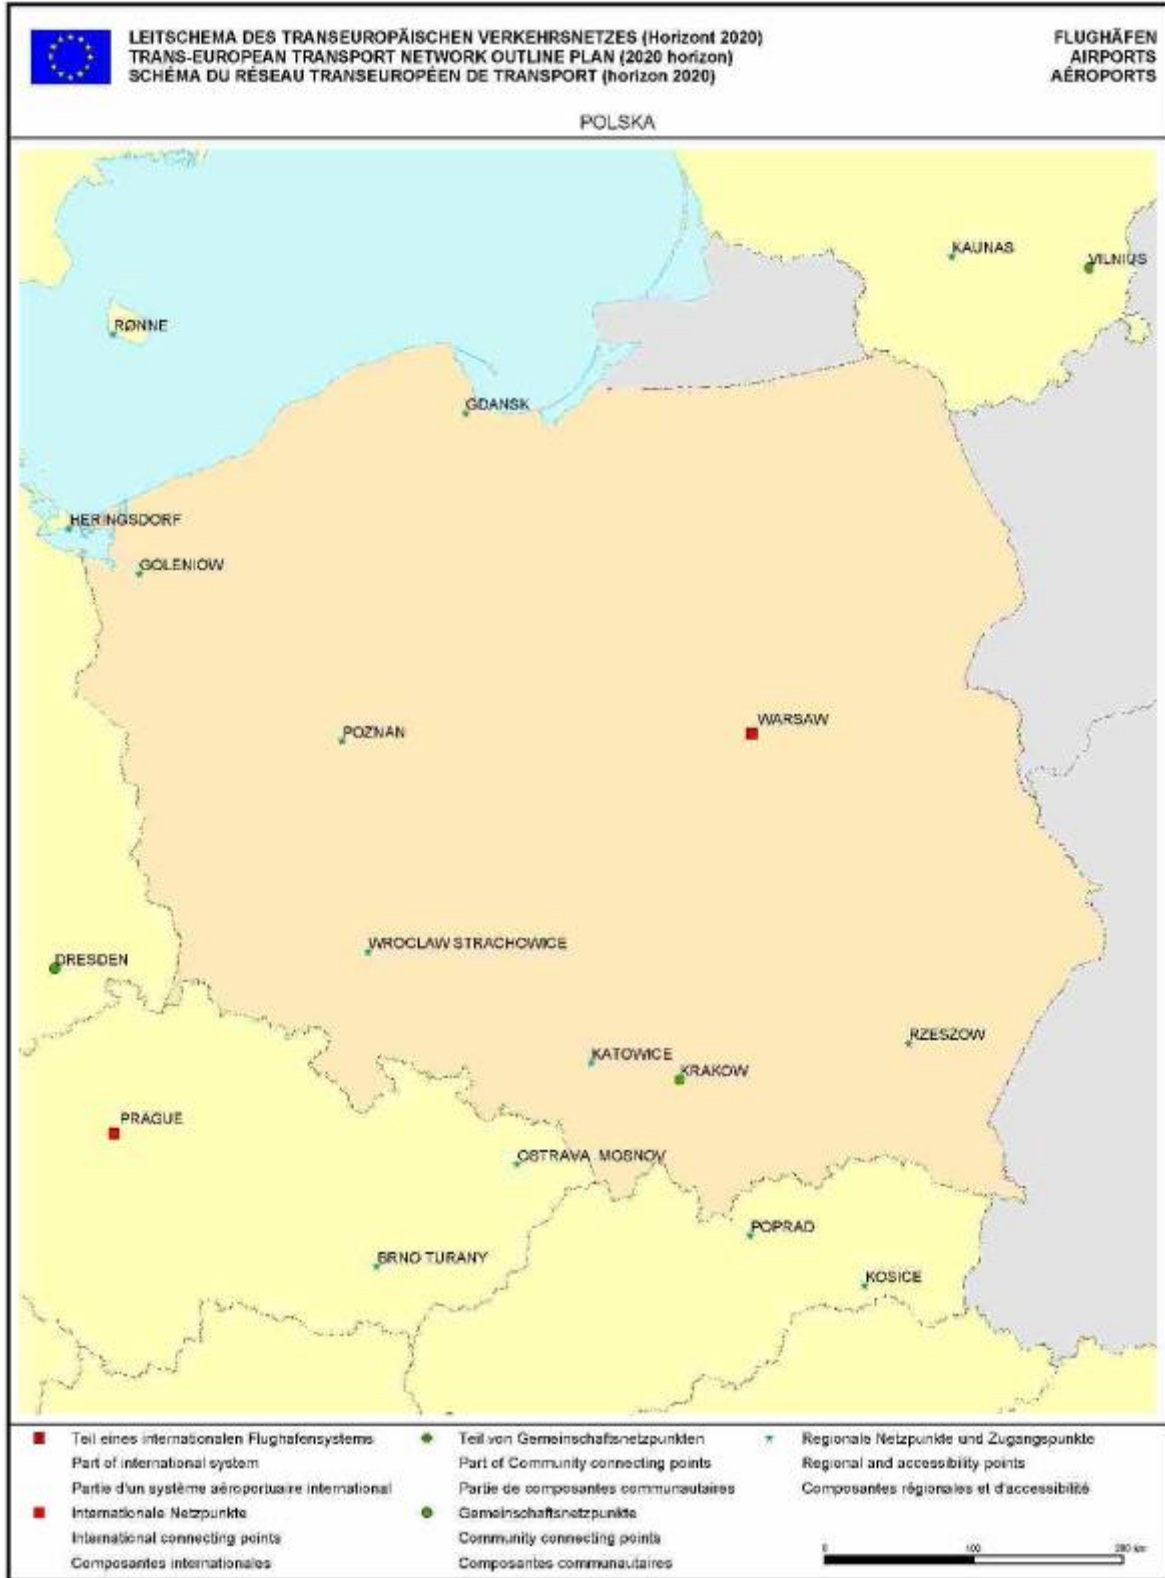 LEITSCHEMA DES TRANSEUROPÄISCHEN VERKEHRSNETZES (Horizont 2020)
TRANS-EUROPEAN TRANSPORT NETWORK OUTLINE PLAN (2020 horizon)
SCHÉMA DU RÉSEAU TRANSEUROPÉEN DE TRANSPORT (horizon 2020)
FLUGHÄFEN
AIRPORTS
AÉROPORTS
POLSKA
KAUNAS
VILNIUS
RØNNE
GDANSK
HERINGSDORF
GOLENIOW
WARSAW
POZNAN
WROCLAW STRACHOWICE
DRESDEN
RZESZOW
KATOWICE
KRAKOW
PRAGUE
OSTRAVA MOSNOV
POPRAD
BRNO TURANY
KOSICE
Teil eines internationalen Flughafensystems
Part of international system
Partie d'un système aéroportuaire international
Internationale Netzpunkte
International connecting points
Composantes internationales
Teil von Gemeinschaftsnetzpunkten
Part of Community connecting points
Partie de composantes communautaires
Gemeinschaftsnetzpunkte
Community connecting points
Composantes communautaires
Regionale Netzpunkte und Zugangspunkte
Regional and accessibility points
Composantes régionales et d'accessibilité
0 100 200 km